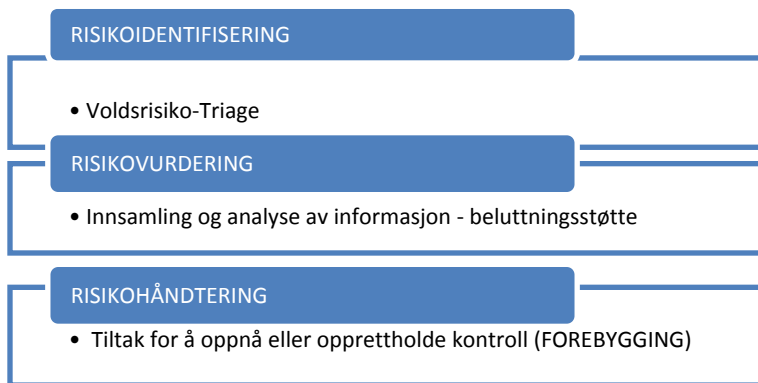 RISIKOIDENTIFISERING
• Voldsrisiko-Triage
RISIKOVURDERING
• Innsamling og analyse av informasjon - beluttningsstøtte
RISIKOHÅNDTERING
• Tiltak for å oppnå eller opprettholde kontroll (FOREBYGGING)